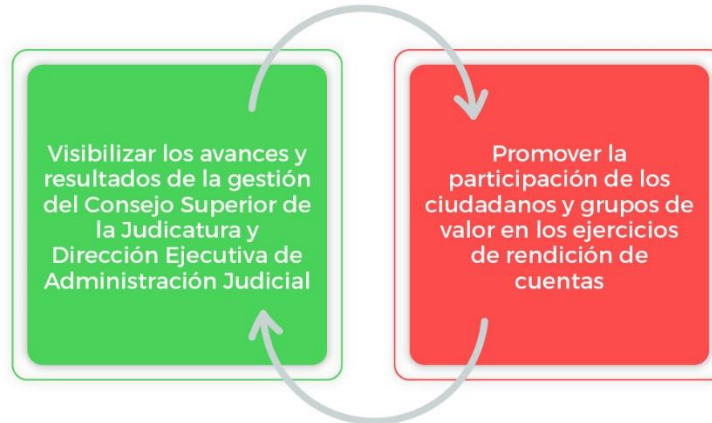 Visibilizar los avances y
resultados de la gestión
del Consejo Superior de
la Judicatura y
Dirección Ejecutiva de
Administración Judicial
Promover la
participación de los
ciudadanos y grupos de
valor en los ejercicios
de rendición de
cuentas